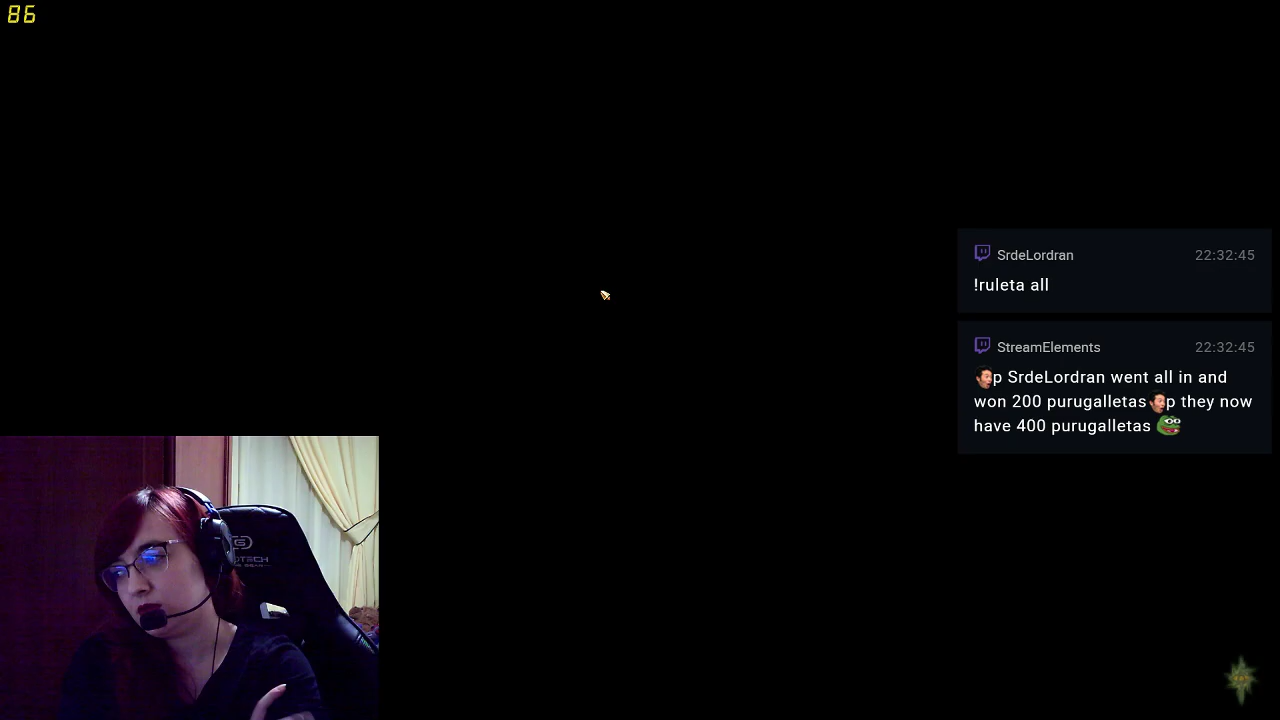 86
SrdeLordran 22:32:45
!ruleta all
StreamElements 22:32:45
p SrdeLordran went all in and
won 200 purugalletas p they now
have 400 purugalletas